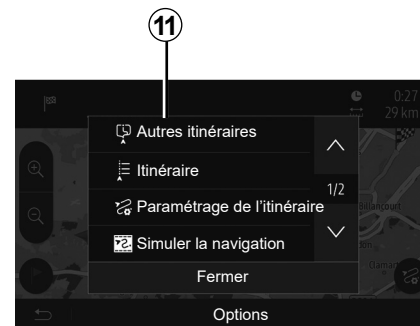 11
0:27
29 km
Autres itinéraires
Itinéraire
1/2
Paramétrage de l'itinéraire
Simuler la navigation
Fermer
Options